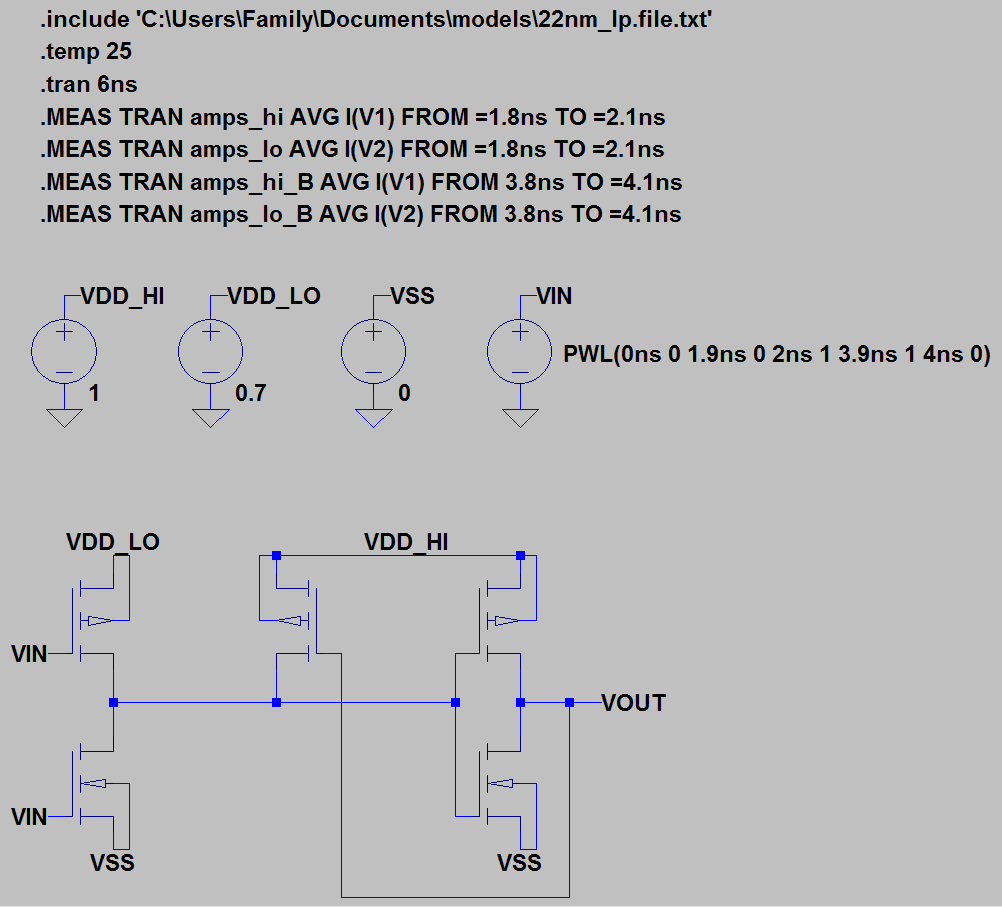 .include 'C:\Users\Family\Documents\models\22nm_lp.file.txt'
.temp 25
.tran 6ns
.MEAS TRAN amps_hi AVG I(V1) FROM =1.8ns TO =2.1ns
.MEAS TRAN amps_lo AVG I(V2) FROM =1.8ns TO =2.1ns
.MEAS TRAN amps_hi_B AVG I(V1) FROM 3.8ns TO =4.1ns
.MEAS TRAN amps_lo_B AVG I(V2) FROM 3.8ns TO =4.1ns
VDD_HI VDD_LO VSS VIN
PWL(0ns 0 1.9ns 0 2ns 1 3.9ns 1 4ns 0)
1 0.7 0
VDD_LO VDD_HI
VIN
VOUT
VIN
VSS VSS